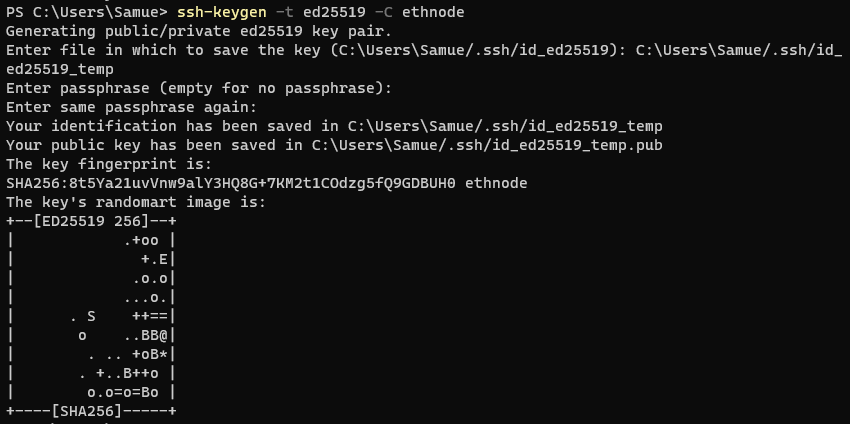 PS C:\Users\Samue> ssh-keygen -t ed25519 -C ethnode
Generating public/private ed25519 key pair.
Enter file in which to save the key (C:\Users\Samue/.ssh/id_ed25519): C:\Users\Samue/.ssh/id_
ed25519_temp
Enter passphrase (empty for no passphrase):
Enter same passphrase again:
Your identification has been saved in C:\Users\Samue/.ssh/id_ed25519_temp
Your public key has been saved in C:\Users\Samue/.ssh/id_ed25519_temp.pub
The key fingerprint is:
SHA256:8t5Ya21uvVnw9alY3HQ8G+7KM2t1COdzg5fQ9GDBUH0 ethnode
The key's randomart image is:
+--[ED25519 256]--+
|            .+oo |
|              +.E|
|             .o.o|
|            ...o.|
|      . S    ++==|
|       o    ..BB@|
|        . .. +oB*|
|       . +..B++o |
|        o.o=o=Bo |
+----[SHA256]-----+